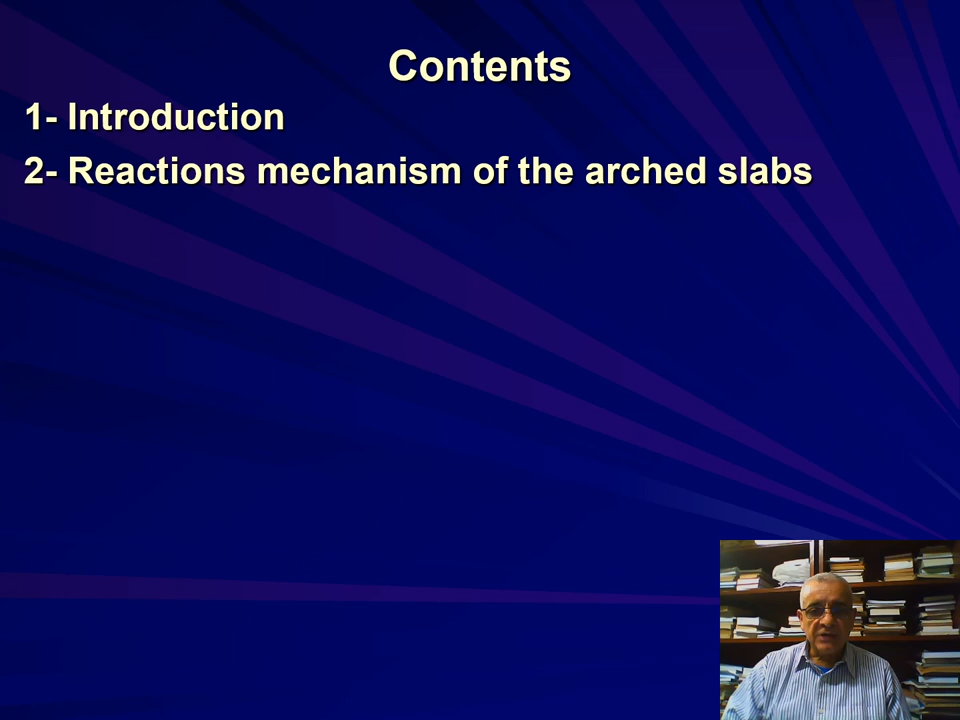 Contents
1- Introduction
2- Reactions mechanism of the arched slabs